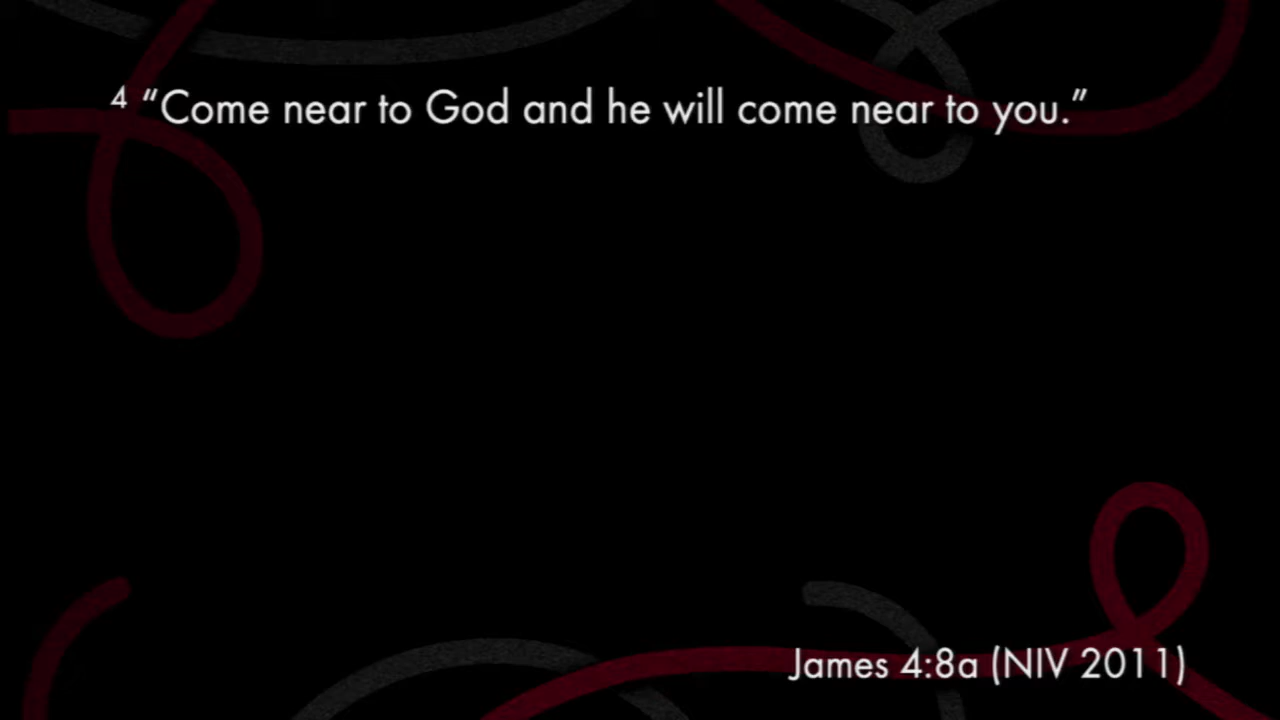 4 “Come near to God and he will come near to you.”
James 4:8a (NIV 2011)